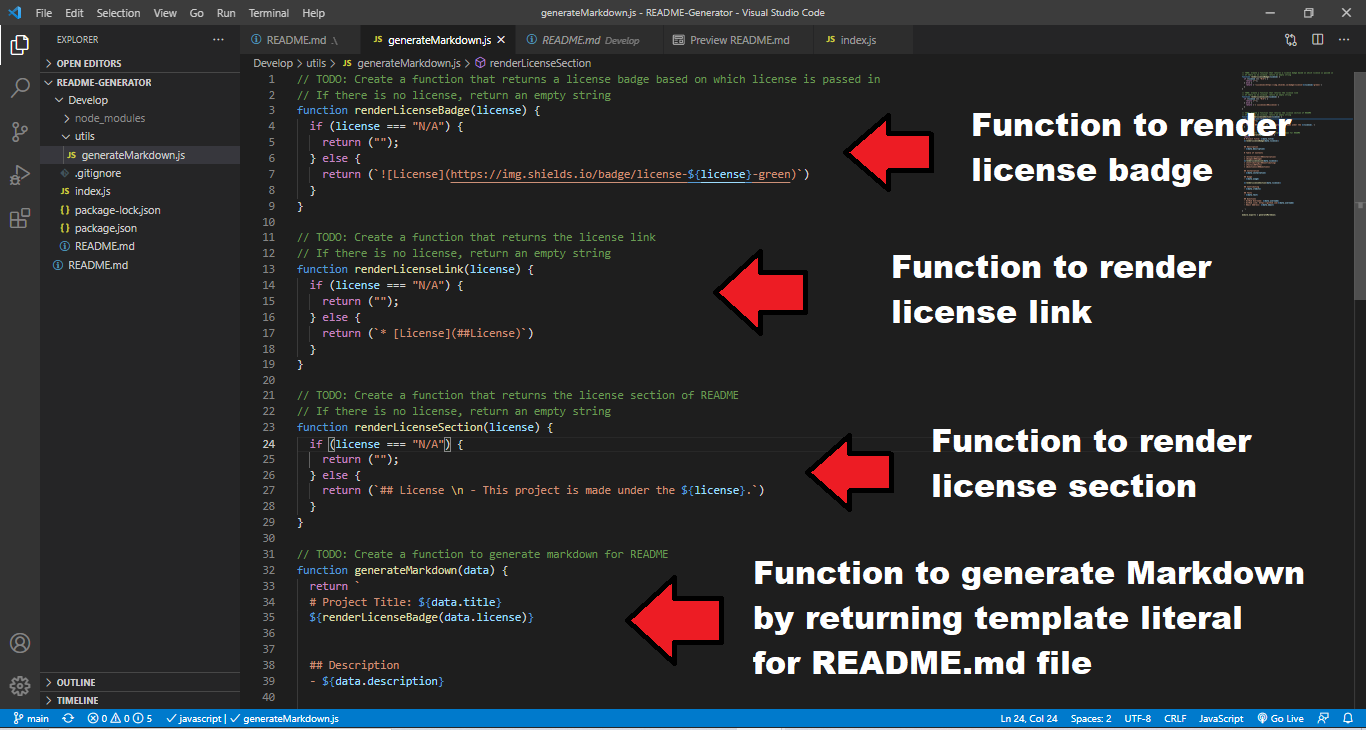 File Edit Selection View Go Run Terminal Help
generateMarkdown.js - README-Generator - Visual Studio Code
EXPLORER
OPEN EDITORS
README-GENERATOR
Develop
node_modules
utils
JS generateMarkdown.js
.gitignore
JS index.js
{} package-lock.json
{} package.json
README.md
README.md
OUTLINE
TIMELINE
README.md .\
JS generateMarkdown.js
README.md Develop
Preview README.md
JS index.js
Develop > utils > JS generateMarkdown.js > renderLicenseSection
1 // TODO: Create a function that returns a license badge based on which license is passed in
2 // If there is no license, return an empty string
3 function renderLicenseBadge(license) {
4 if (license === "N/A") {
5 return ("");
6 } else {
7 return (`![License](https://img.shields.io/badge/license-${license}-green)`)
8 }
9 }
10
11 // TODO: Create a function that returns the license link
12 // If there is no license, return an empty string
13 function renderLicenseLink(license) {
14 if (license === "N/A") {
15 return ("");
16 } else {
17 return (`* [License](##License)`)
18 }
19 }
20
21 // TODO: Create a function that returns the license section of README
22 // If there is no license, return an empty string
23 function renderLicenseSection(license) {
24 if (license === "N/A") {
25 return ("");
26 } else {
27 return (`## License \n - This project is made under the ${license}.`)
28 }
29 }
30
31 // TODO: Create a function to generate markdown for README
32 function generateMarkdown(data) {
33 return `
34 # Project Title: ${data.title}
35 ${renderLicenseBadge(data.license)}
36
37
38 ## Description
39 - ${data.description}
40
Function to render
license badge
Function to render
license link
Function to render
license section
Function to generate Markdown
by returning template literal
for README.md file
main 0 0 5 javascript | generateMarkdown.js
Ln 24, Col 24 Spaces: 2 UTF-8 CRLF JavaScript Go Live